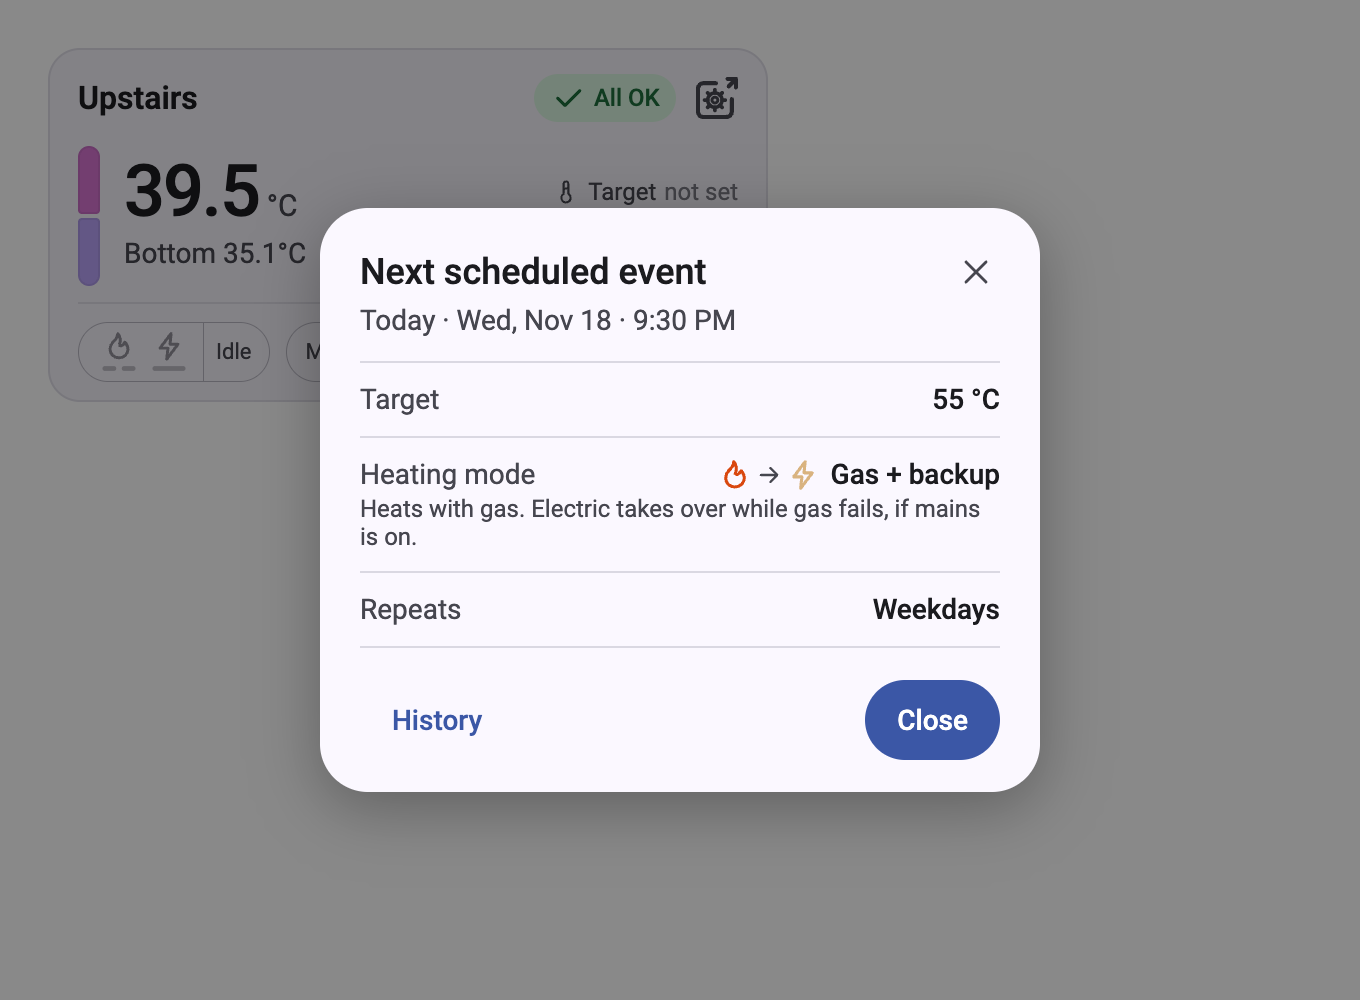 Upstairs
All OK
39.5 °C
Target not set
Bottom 35.1°C
Idle
Next scheduled event
Today · Wed, Nov 18 · 9:30 PM
Target
55 °C
Heating mode
Gas + backup
Heats with gas. Electric takes over while gas fails, if mains
is on.
Repeats
Weekdays
History
Close